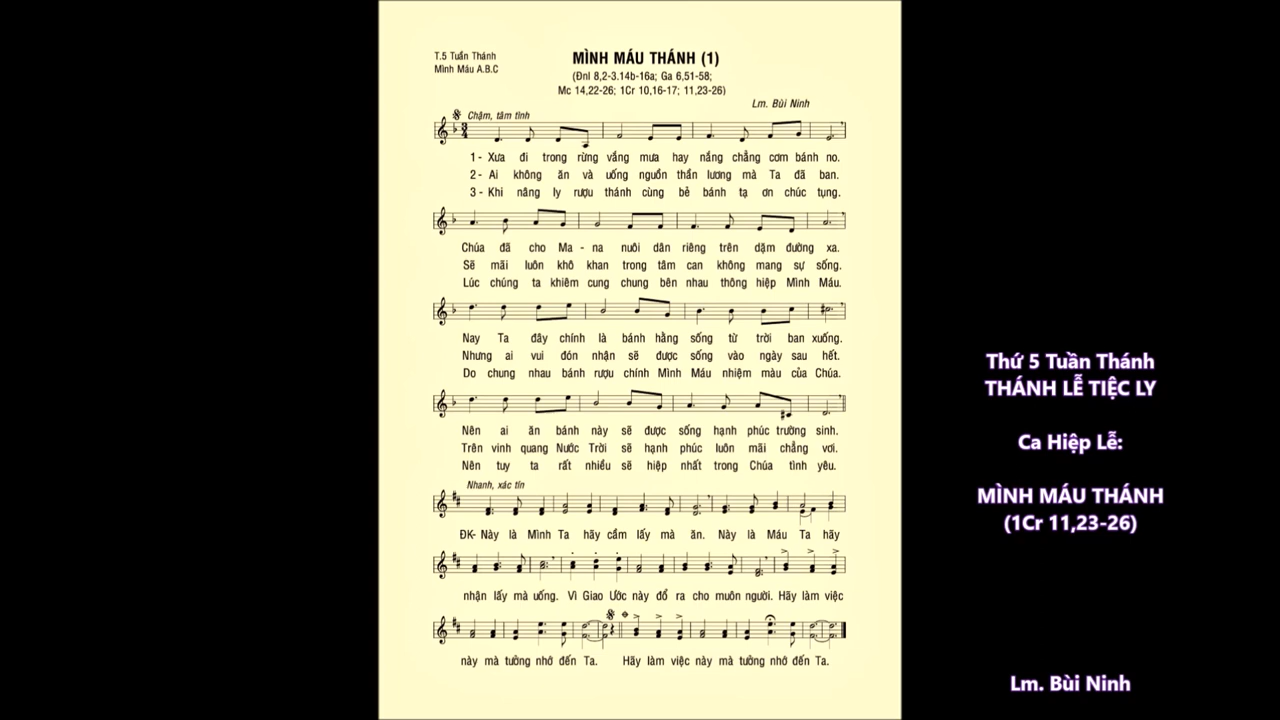 T.5 Tuần Thánh
Mình Máu A.B.C
MÌNH MÁU THÁNH (1)
(Đnl 8,2-3.14b-16a; Ga 6,51-58;
Mc 14,22-26; 1Cr 10,16-17; 11,23-26)
Lm. Bùi Ninh
Chậm, tâm tình
1- Xưa đi trong rừng vắng mưa hay nắng chẳng cơm bánh no.
2- Ai không ăn và uống nguồn thần lương mà Ta đã ban.
3- Khi nâng ly rượu thánh cùng bẻ bánh tạ ơn chúc tụng.
Chúa đã cho Ma - na nuôi dân riêng trên dặm đường xa.
Sẽ mãi luôn khô khan trong tâm can không mang sự sống.
Lúc chúng ta khiêm cung chung bên nhau thông hiệp Mình Máu.
Nay Ta đây chính là bánh hằng sống từ trời ban xuống.
Nhưng ai vui đón nhận sẽ được sống vào ngày sau hết.
Do chung nhau bánh rượu chính Mình Máu nhiệm màu của Chúa.
Nên ai ăn bánh này sẽ được sống hạnh phúc trường sinh.
Trên vinh quang Nước Trời sẽ hạnh phúc luôn mãi chẳng vơi.
Nên tuy ta rất nhiều sẽ hiệp nhất trong Chúa tình yêu.
Nhanh, xác tín
ĐK- Này là Mình Ta hãy cầm lấy mà ăn. Này là Máu Ta hãy
nhận lấy mà uống. Vì Giao Ước này đổ ra cho muôn người. Hãy làm việc
này mà tưởng nhớ đến Ta. Hãy làm việc này mà tưởng nhớ đến Ta.
Thứ 5 Tuần Thánh
THÁNH LỄ TIỆC LY
Ca Hiệp Lễ:
MÌNH MÁU THÁNH
(1Cr 11,23-26)
Lm. Bùi Ninh